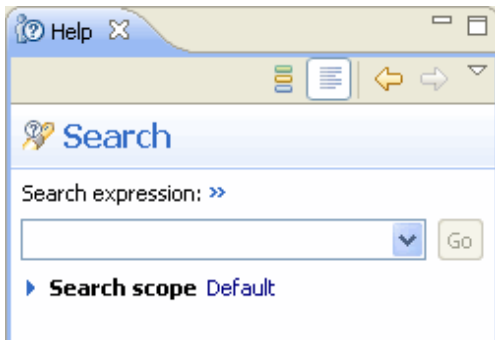 Help
Search
Search expression: »
Go
Search scope Default